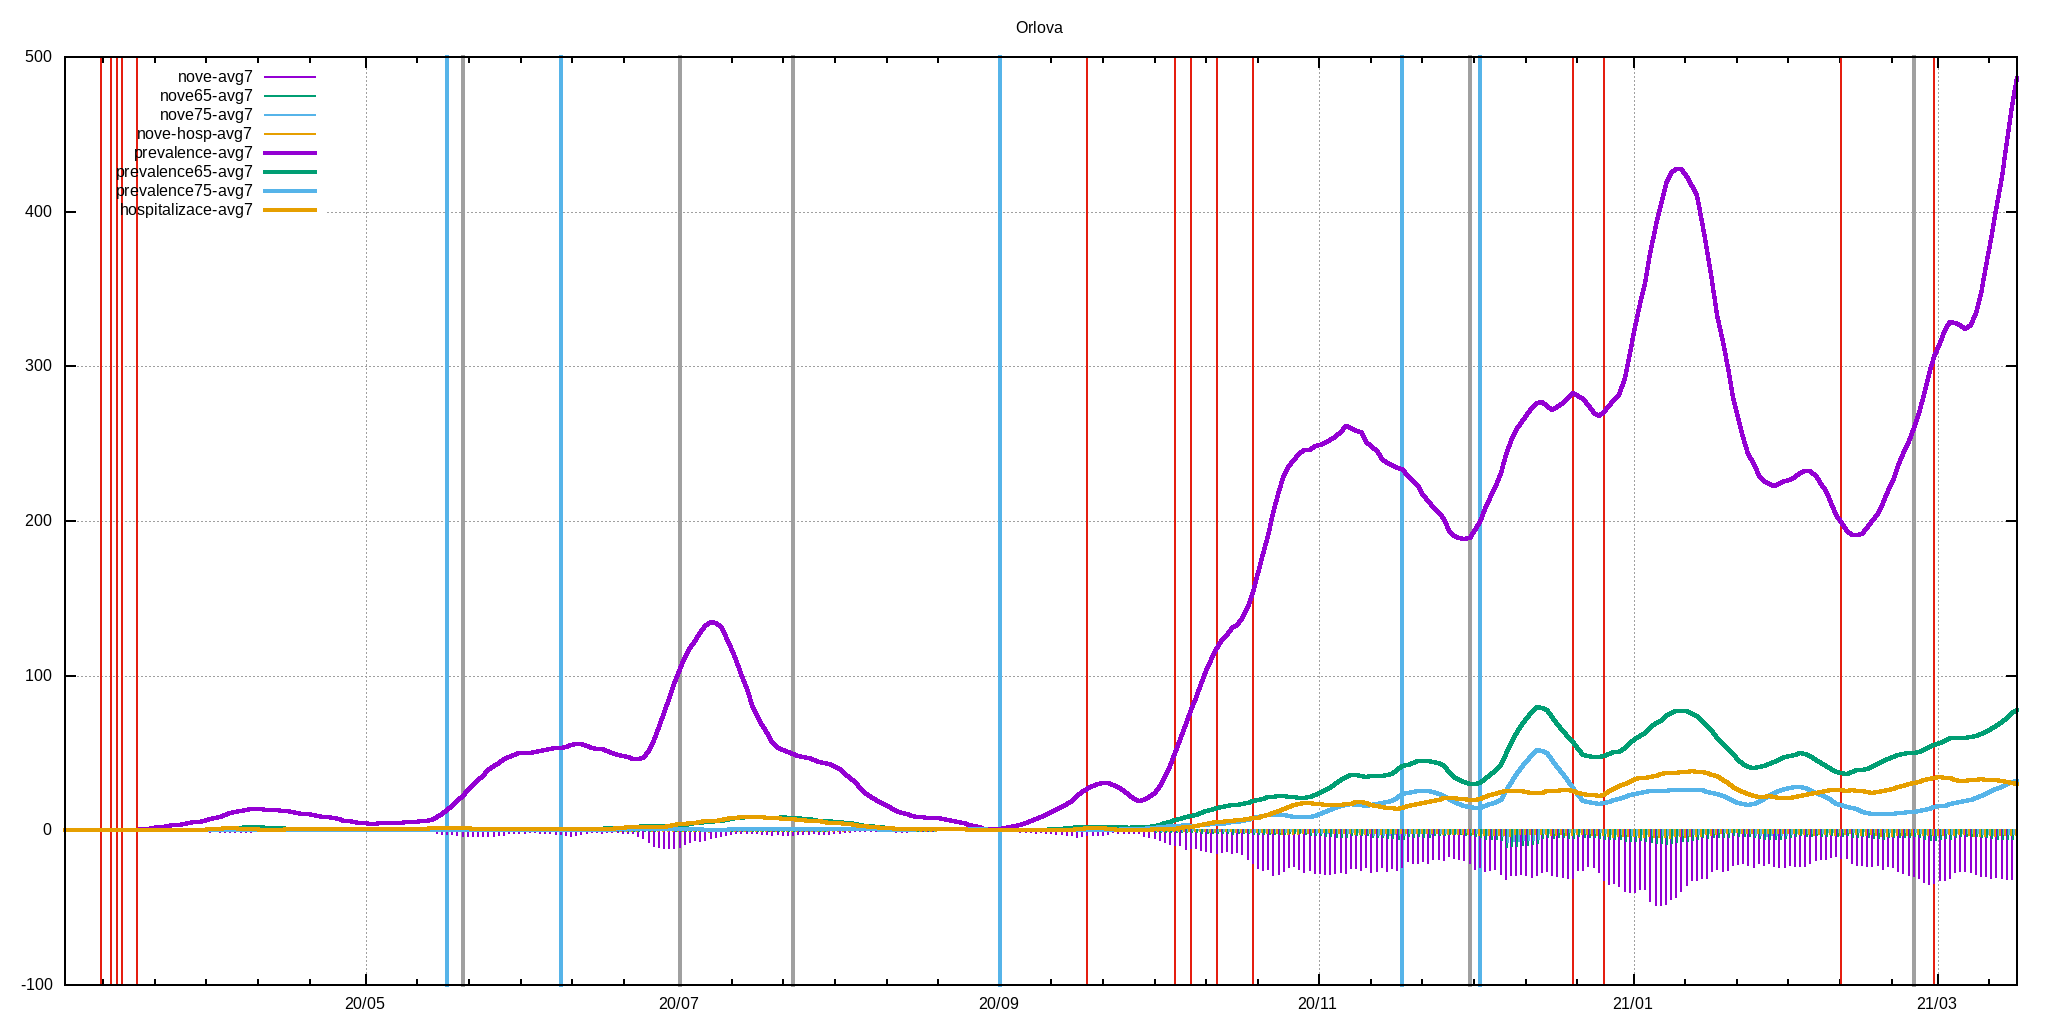 Orlova
500
400
300
200
100
0
-100
nove-avg7
nove65-avg7
nove75-avg7
nove-hosp-avg7
prevalence-avg7
prevalence65-avg7
prevalence75-avg7
hospitalizace-avg7
20/05
20/07
20/09
20/11
21/01
21/03